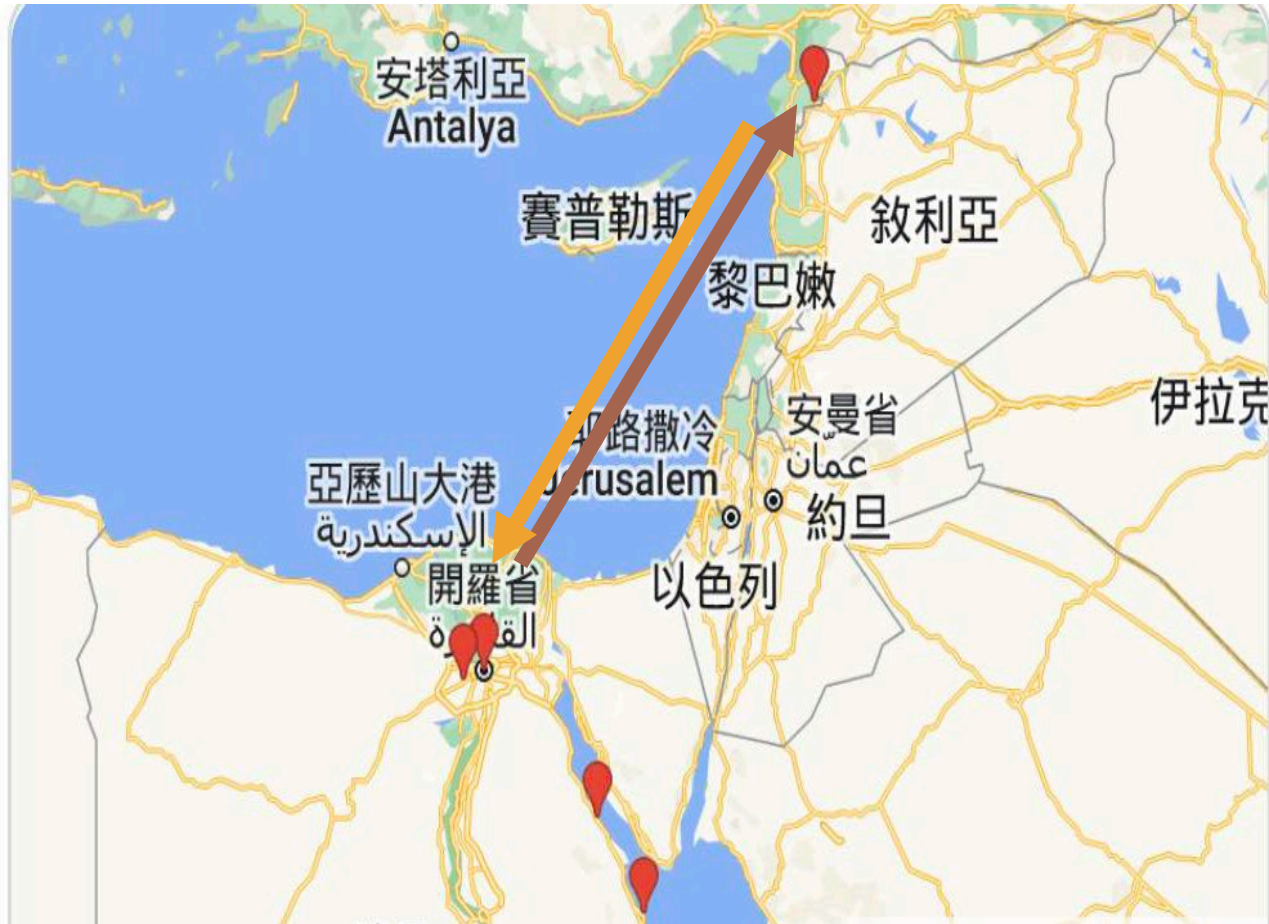 安塔利亞
Antalya
賽普勒斯
敘利亞
黎巴嫩
伊拉克
耶路撒冷
Jerusalem
安曼省
عمّان
約旦
亞歷山大港
الإسكندرية
開羅省
القاهرة
以色列